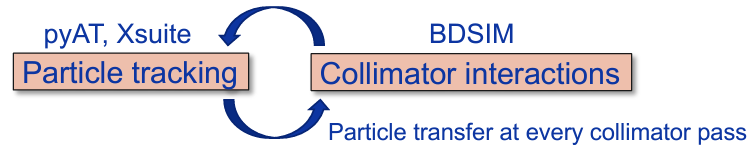 pyAT, Xsuite
Particle tracking
BDSIM
Collimator interactions
Particle transfer at every collimator pass